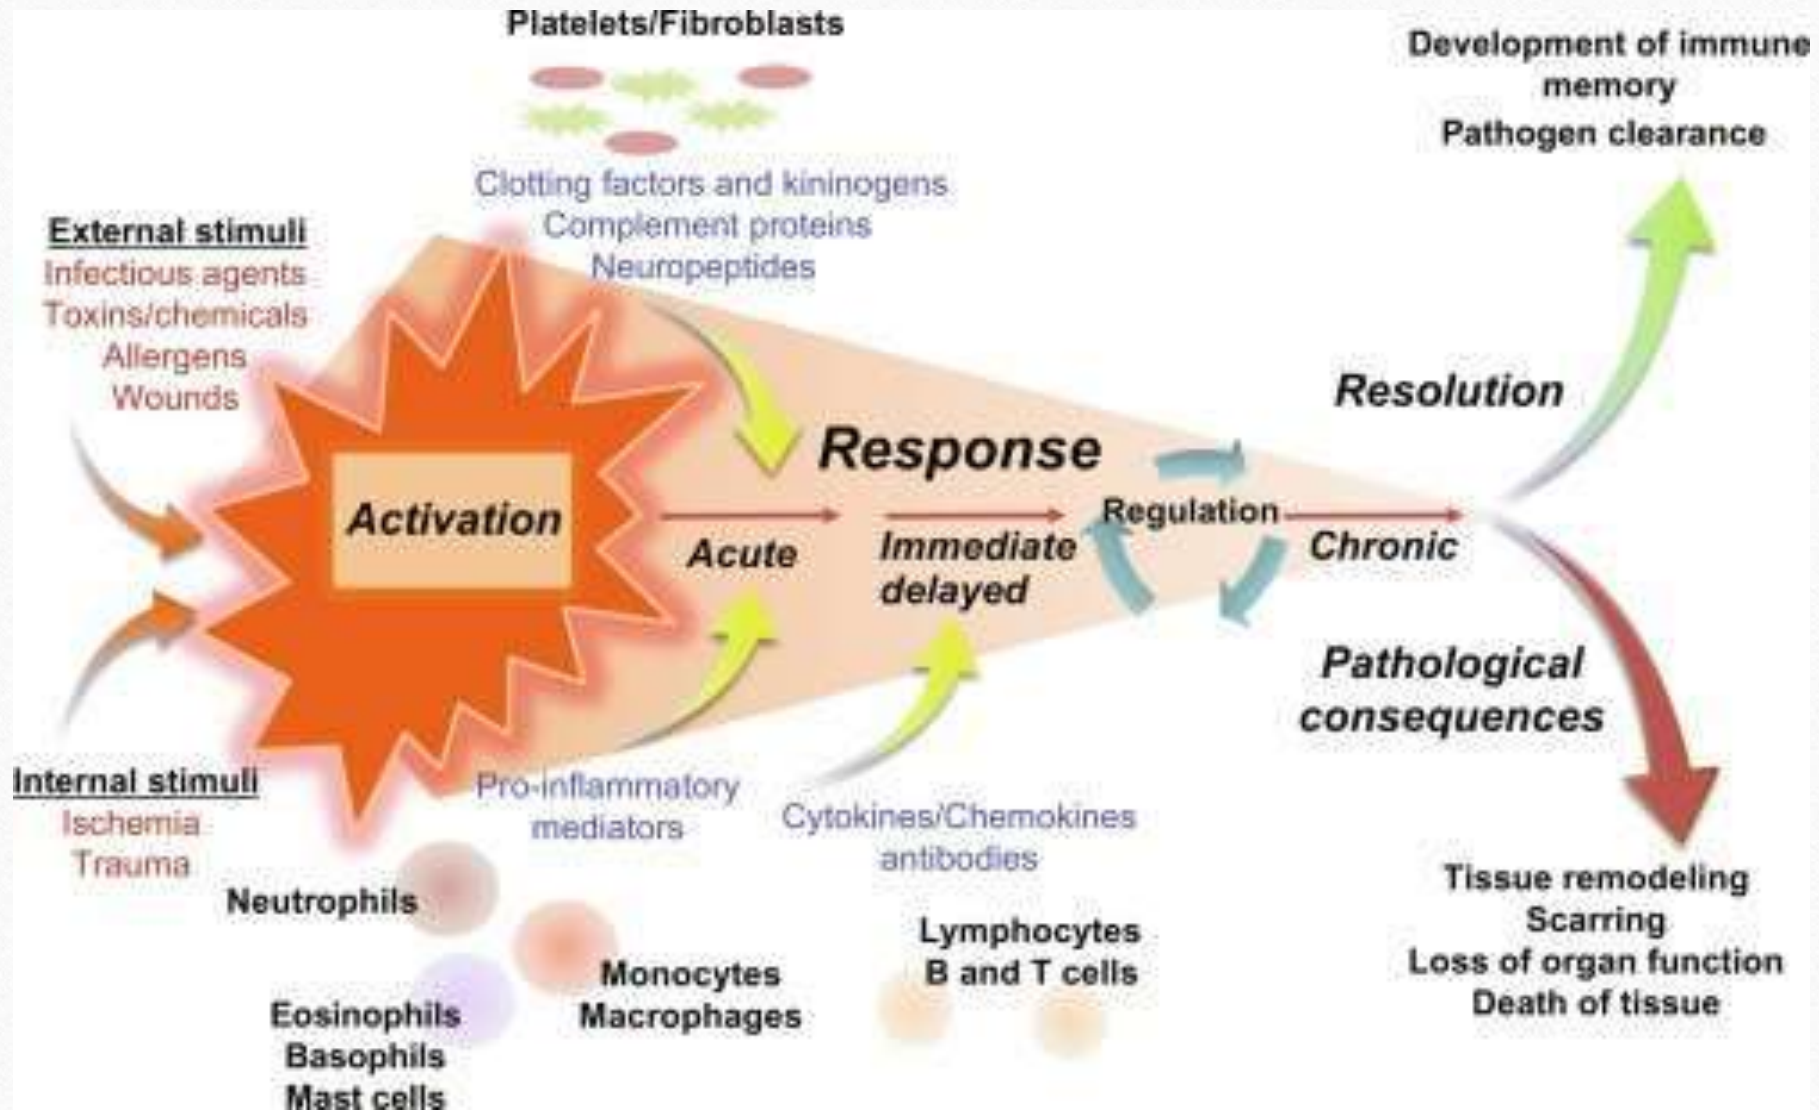 Platelets/Fibroblasts
Clotting factors and kininogens
Complement proteins
Neuropeptides
External stimuli
Infectious agents
Toxins/chemicals
Allergens
Wounds
Activation
Internal stimuli
Ischemia
Trauma
Response
Acute
Immediate
delayed
Regulation
Chronic
Resolution
Development of immune
memory
Pathogen clearance
Pathological
consequences
Tissue remodeling
Scarring
Loss of organ function
Death of tissue
Pro-inflammatory
mediators
Cytokines/Chemokines
antibodies
Neutrophils
Monocytes
Macrophages
Eosinophils
Basophils
Mast cells
Lymphocytes
B and T cells